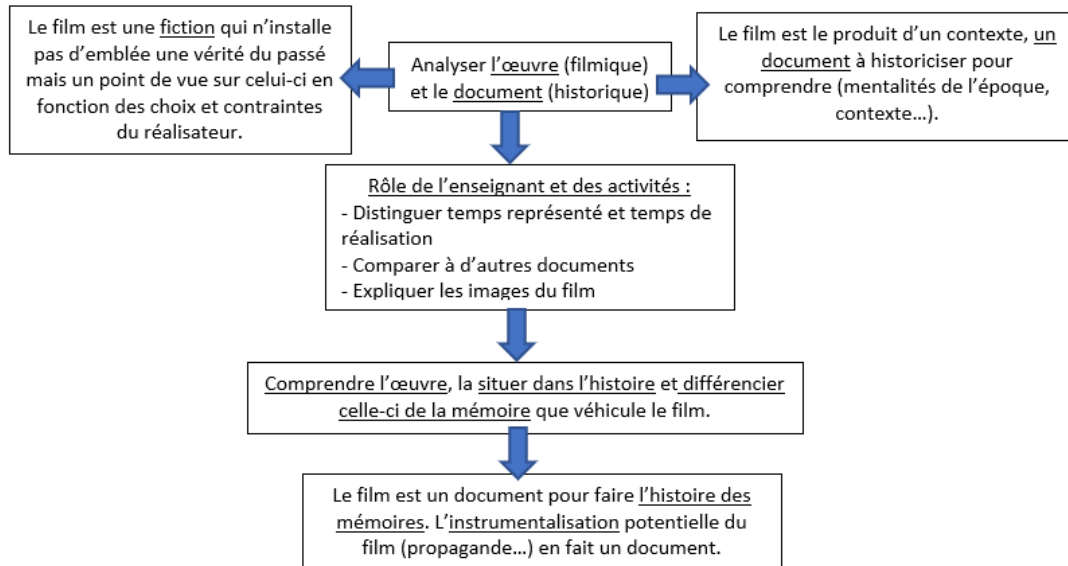 Le film est une fiction qui n’installe
pas d’emblée une vérité du passé
mais un point de vue sur celui-ci en
fonction des choix et contraintes
du réalisateur.
Analyser l’œuvre (filmique)
et le document (historique)
Le film est le produit d’un contexte, un
document à historiciser pour
comprendre (mentalités de l’époque,
contexte…).
Rôle de l’enseignant et des activités :
- Distinguer temps représenté et temps de
réalisation
- Comparer à d’autres documents
- Expliquer les images du film
Comprendre l’œuvre, la situer dans l’histoire et différencier
celle-ci de la mémoire que véhicule le film.
Le film est un document pour faire l’histoire des
mémoires. L’instrumentalisation potentielle du
film (propagande…) en fait un document.